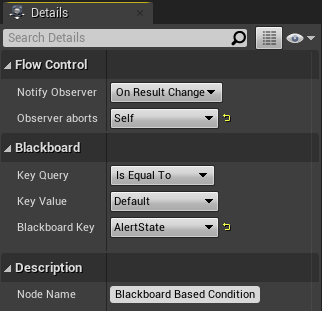 Details
Search Details
Flow Control
Notify Observer
On Result Change
Observer aborts
Self
Blackboard
Key Query
Is Equal To
Key Value
Default
Blackboard Key
AlertState
Description
Node Name
Blackboard Based Condition